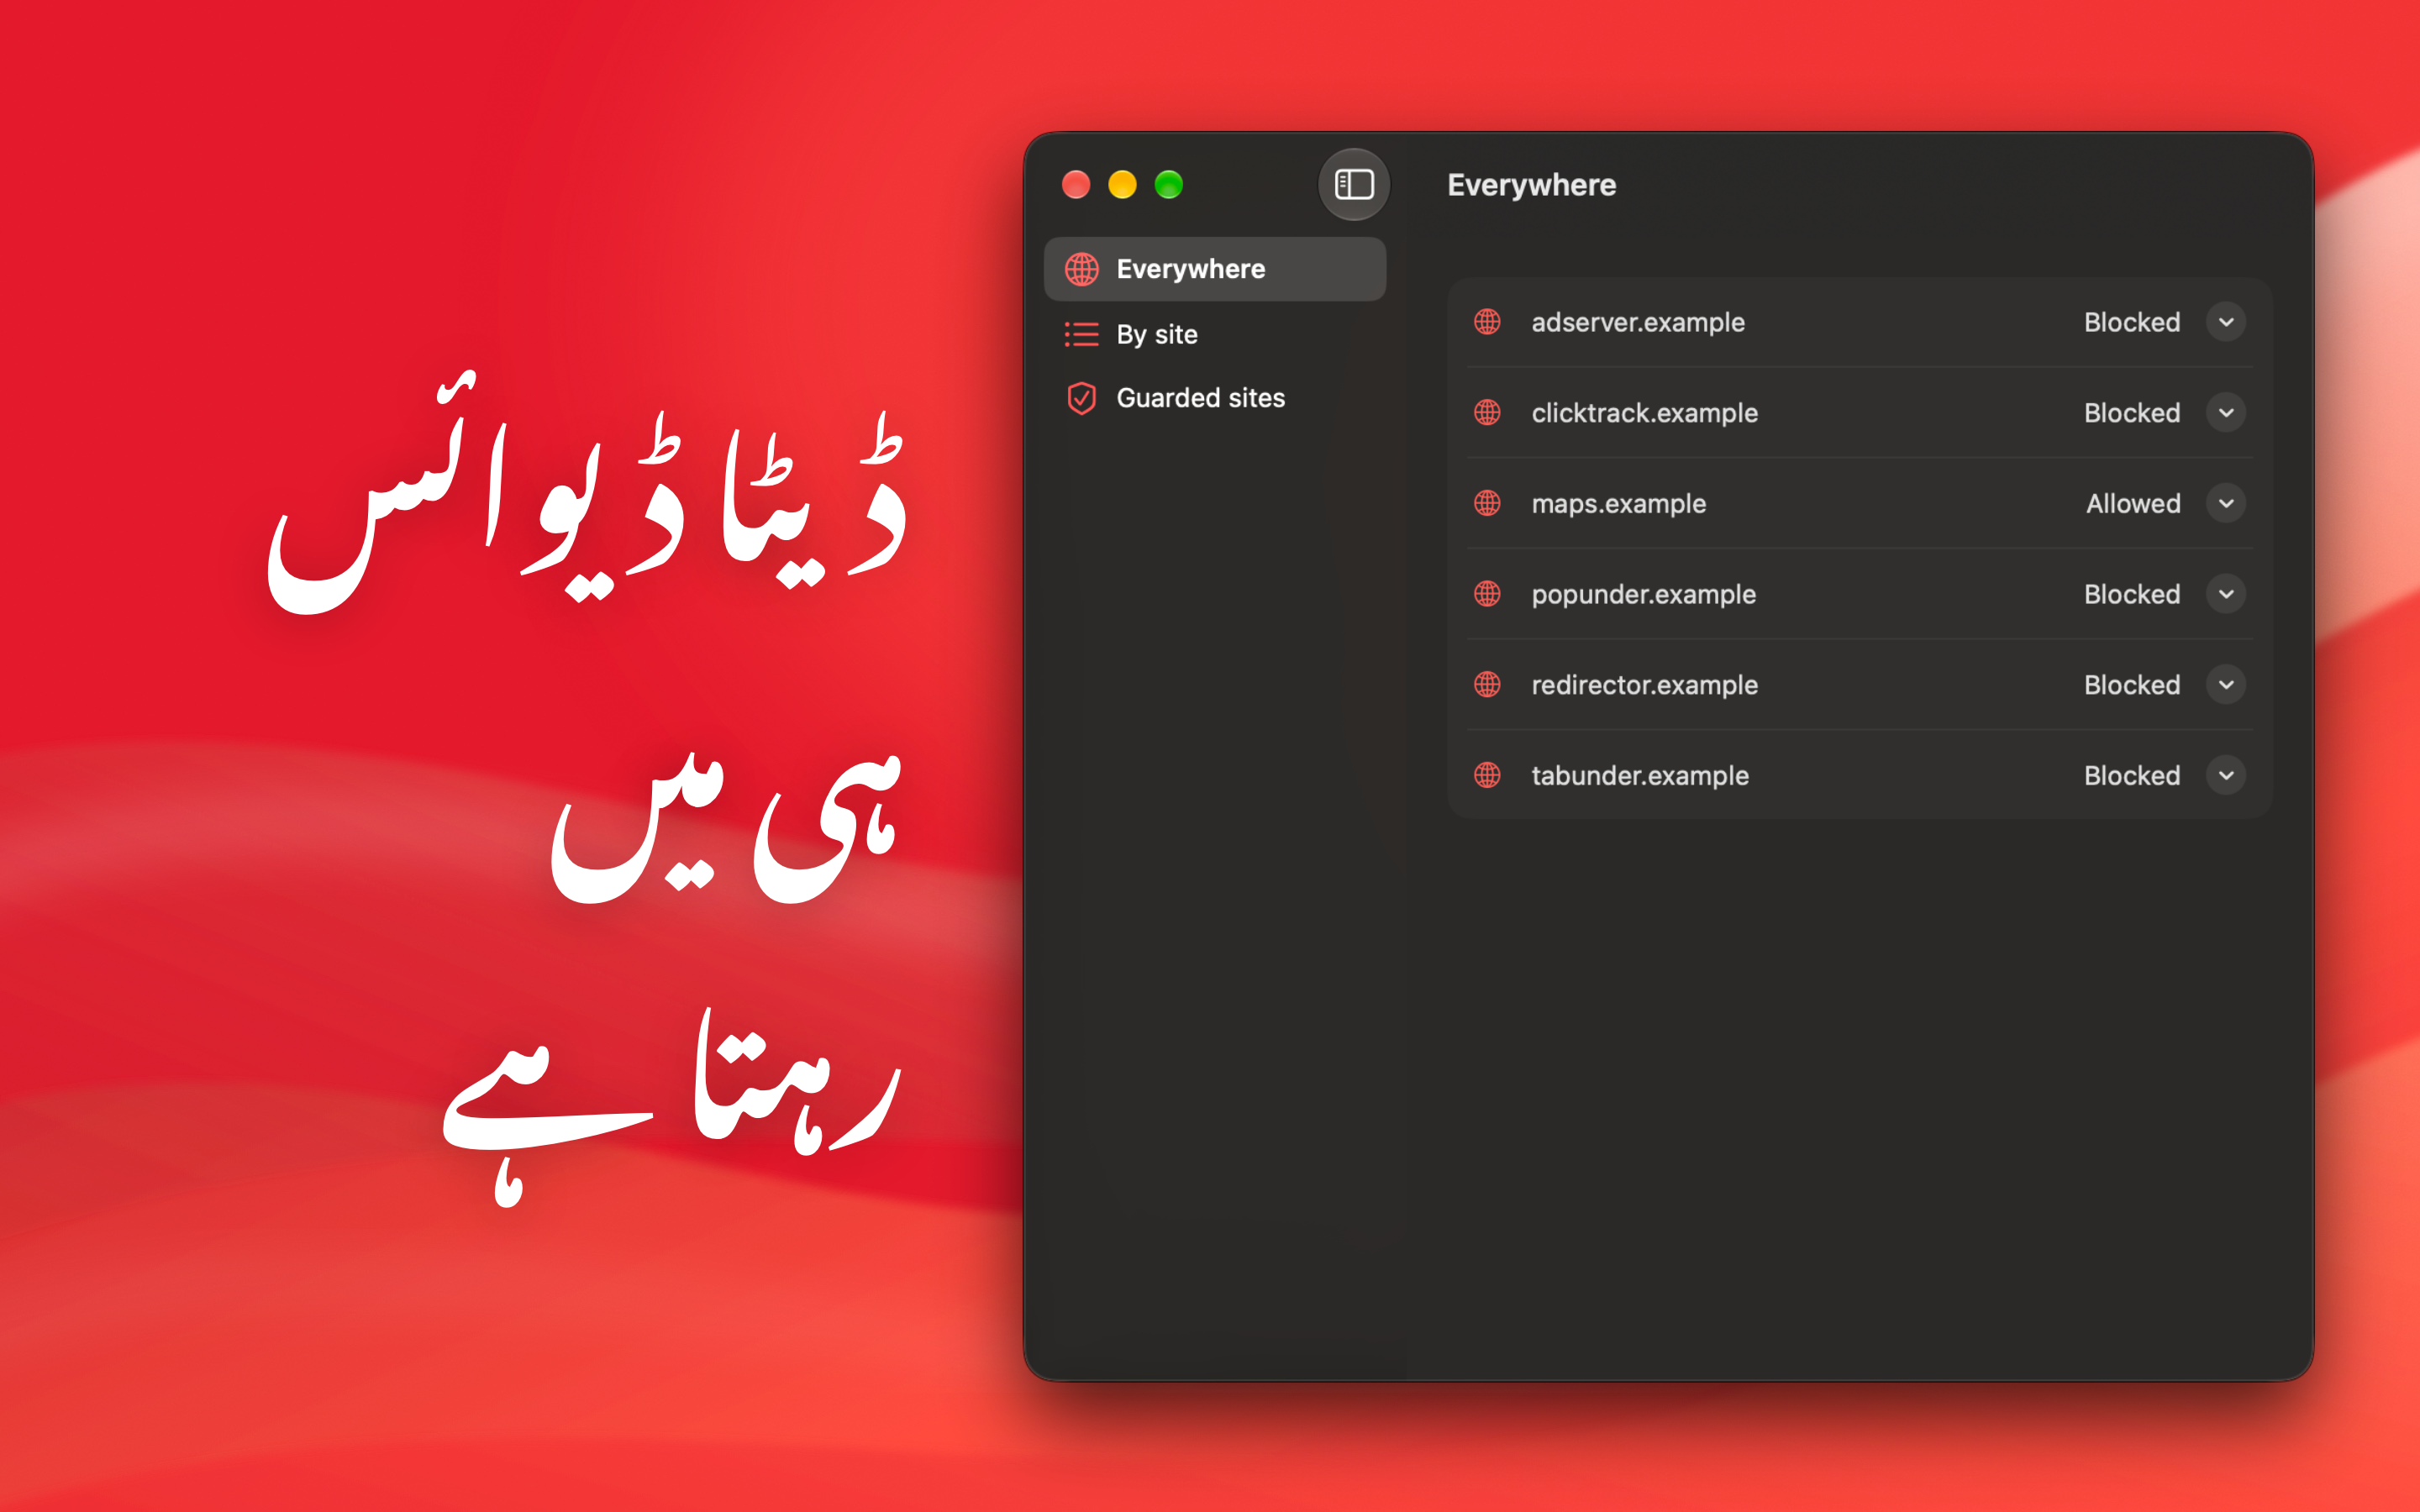 ڈیٹا ڈیوائس
ہی میں
رہتا ہے
Everywhere
By site
Guarded sites
Everywhere
adserver.example Blocked
clicktrack.example Blocked
maps.example Allowed
popunder.example Blocked
redirector.example Blocked
tabunder.example Blocked